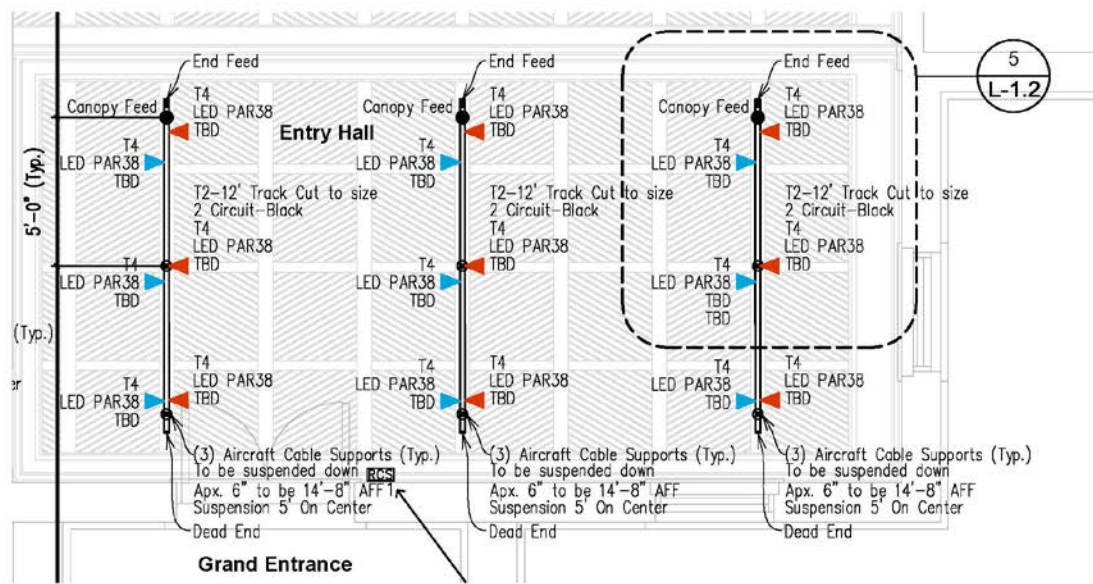 End Feed
Canopy Feed
T4
LED PAR38
TBD
T4
LED PAR38
TBD
T2-12' Track Cut to size
2 Circuit-Black
T4
LED PAR38
TBD
T4
LED PAR38
TBD
T4
LED PAR38
TBD
T4
LED PAR38
TBD
(3) Aircraft Cable Supports (Typ.)
To be suspended down
Apx. 6" to be 14'-8" AFF
Suspension 5' On Center
Dead End
RCS
1
Entry Hall
End Feed
Canopy Feed
T4
LED PAR38
TBD
T4
LED PAR38
TBD
T2-12' Track Cut to size
2 Circuit-Black
T4
LED PAR38
TBD
T4
LED PAR38
TBD
T4
LED PAR38
TBD
T4
LED PAR38
TBD
(3) Aircraft Cable Supports (Typ.)
To be suspended down
Apx. 6" to be 14'-8" AFF
Suspension 5' On Center
Dead End
End Feed
Canopy Feed
T4
LED PAR38
TBD
T4
LED PAR38
TBD
T2-12' Track Cut to size
2 Circuit-Black
T4
LED PAR38
TBD
T4
LED PAR38
TBD
TBD
T4
LED PAR38
TBD
T4
LED PAR38
TBD
(3) Aircraft Cable Supports (Typ.)
To be suspended down
Apx. 6" to be 14'-8" AFF
Suspension 5' On Center
Dead End
5
L-1.2
5'-0" (Typ.)
(Typ.)
Grand Entrance